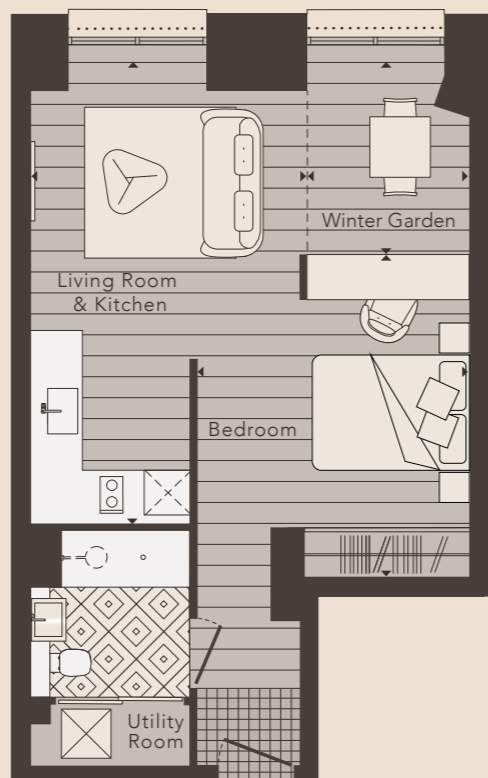 Winter Garden
Living Room
& Kitchen
Bedroom
Utility
Room